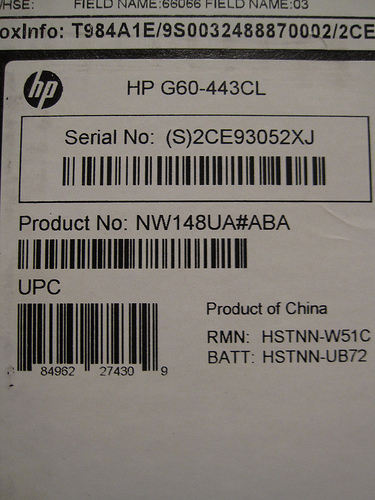 WHSE: FIELD NAME:66066 FIELD NAME:03
oxInfo: T984A1E/9S0032488870002/2CE
hp
HP G60-443CL
Serial No: (S)2CE93052XJ
Product No: NW148UA#ABA
UPC
Product of China
RMN: HSTNN-W51C
BATT: HSTNN-UB72
84962 27430 9